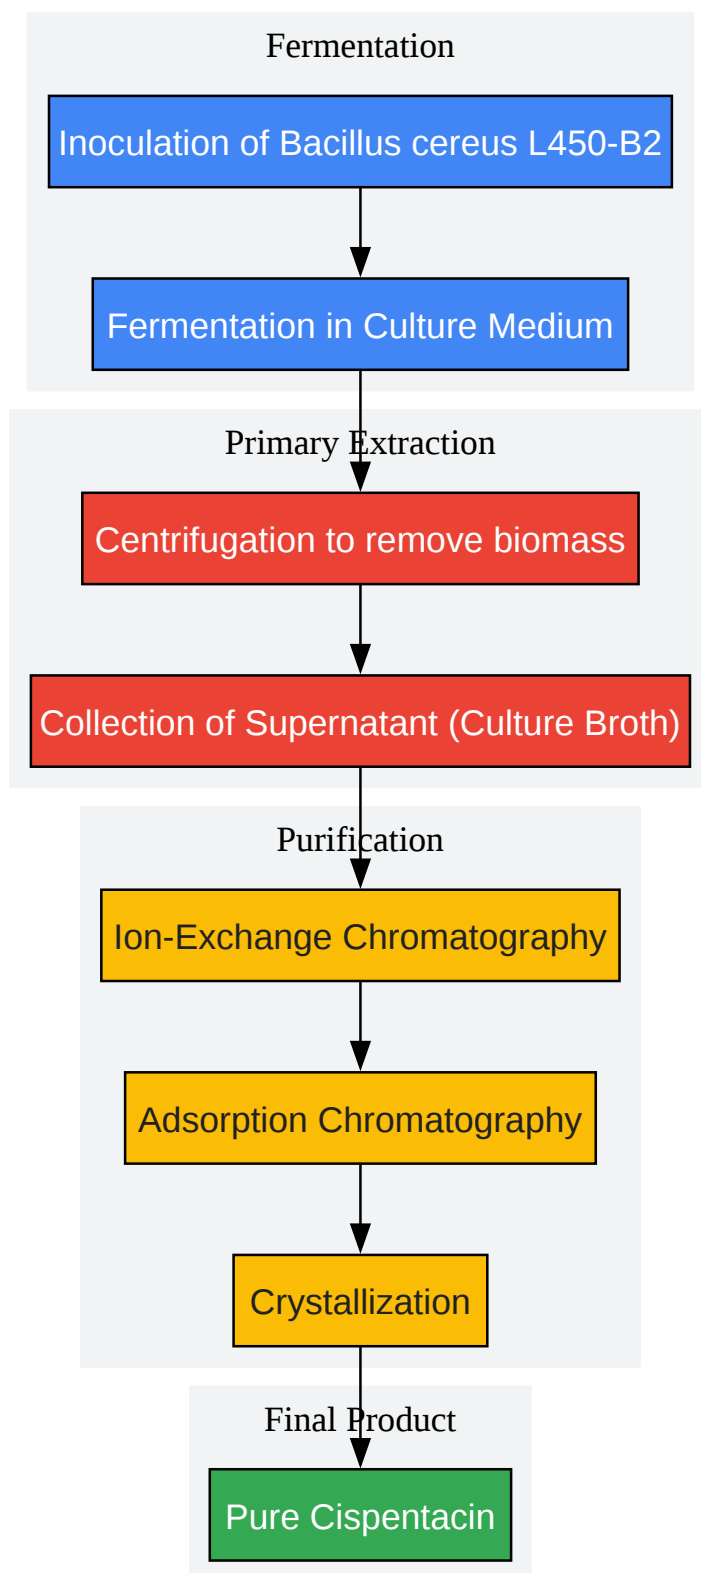 Fermentation
Inoculation of Bacillus cereus L450-B2
Fermentation in Culture Medium
Primary Extraction
Centrifugation to remove biomass
Collection of Supernatant (Culture Broth)
Purification
Ion-Exchange Chromatography
Adsorption Chromatography
Crystallization
Final Product
Pure Cispentacin